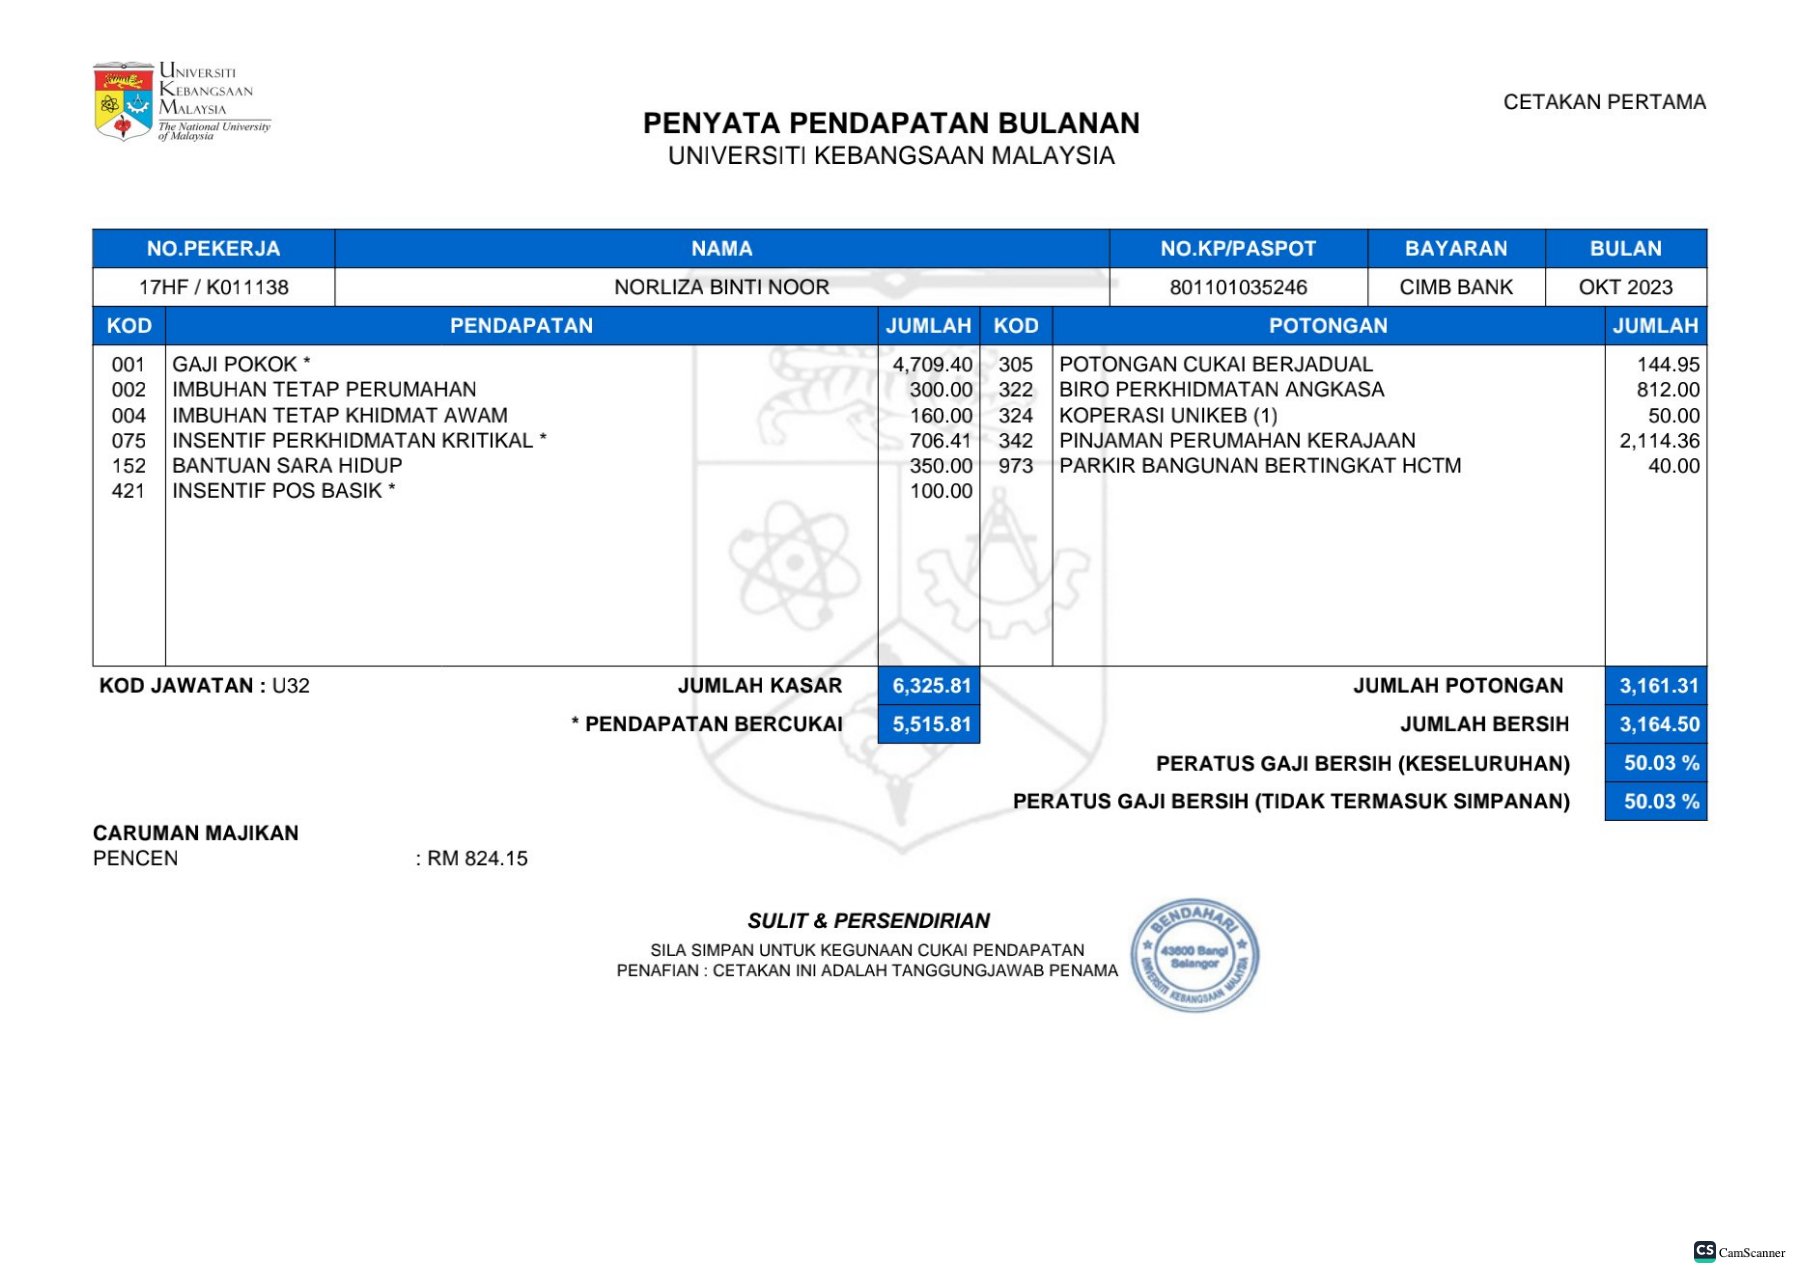 UNIVERSITI
KEBANGSAAN
MALAYSIA
The National University
of Malaysia
CETAKAN PERTAMA
PENYATA PENDAPATAN BULANAN
UNIVERSITI KEBANGSAAN MALAYSIA
NO.PEKERJA NAMA NO.KP/PASPOT BAYARAN BULAN
17HF / K011138 NORLIZA BINTI NOOR 801101035246 CIMB BANK OKT 2023
KOD PENDAPATAN JUMLAH KOD POTONGAN JUMLAH
001 GAJI POKOK * 4,709.40 305 POTONGAN CUKAI BERJADUAL 144.95
002 IMBUHAN TETAP PERUMAHAN 300.00 322 BIRO PERKHIDMATAN ANGKASA 812.00
004 IMBUHAN TETAP KHIDMAT AWAM 160.00 324 KOPERASI UNIKEB (1) 50.00
075 INSENTIF PERKHIDMATAN KRITIKAL * 706.41 342 PINJAMAN PERUMAHAN KERAJAAN 2,114.36
152 BANTUAN SARA HIDUP 350.00 973 PARKIR BANGUNAN BERTINGKAT HCTM 40.00
421 INSENTIF POS BASIK * 100.00
KOD JAWATAN : U32 JUMLAH KASAR 6,325.81 JUMLAH POTONGAN 3,161.31
* PENDAPATAN BERCUKAI 5,515.81 JUMLAH BERSIH 3,164.50
PERATUS GAJI BERSIH (KESELURUHAN) 50.03 %
PERATUS GAJI BERSIH (TIDAK TERMASUK SIMPANAN) 50.03 %
CARUMAN MAJIKAN
PENCEN : RM 824.15
SULIT & PERSENDIRIAN
SILA SIMPAN UNTUK KEGUNAAN CUKAI PENDAPATAN
PENAFIAN : CETAKAN INI ADALAH TANGGUNGJAWAB PENAMA
BENDAHARI
43600 Bangi
Selangor
UNIVERSITI KEBANGSAAN MALAYSIA
CS CamScanner